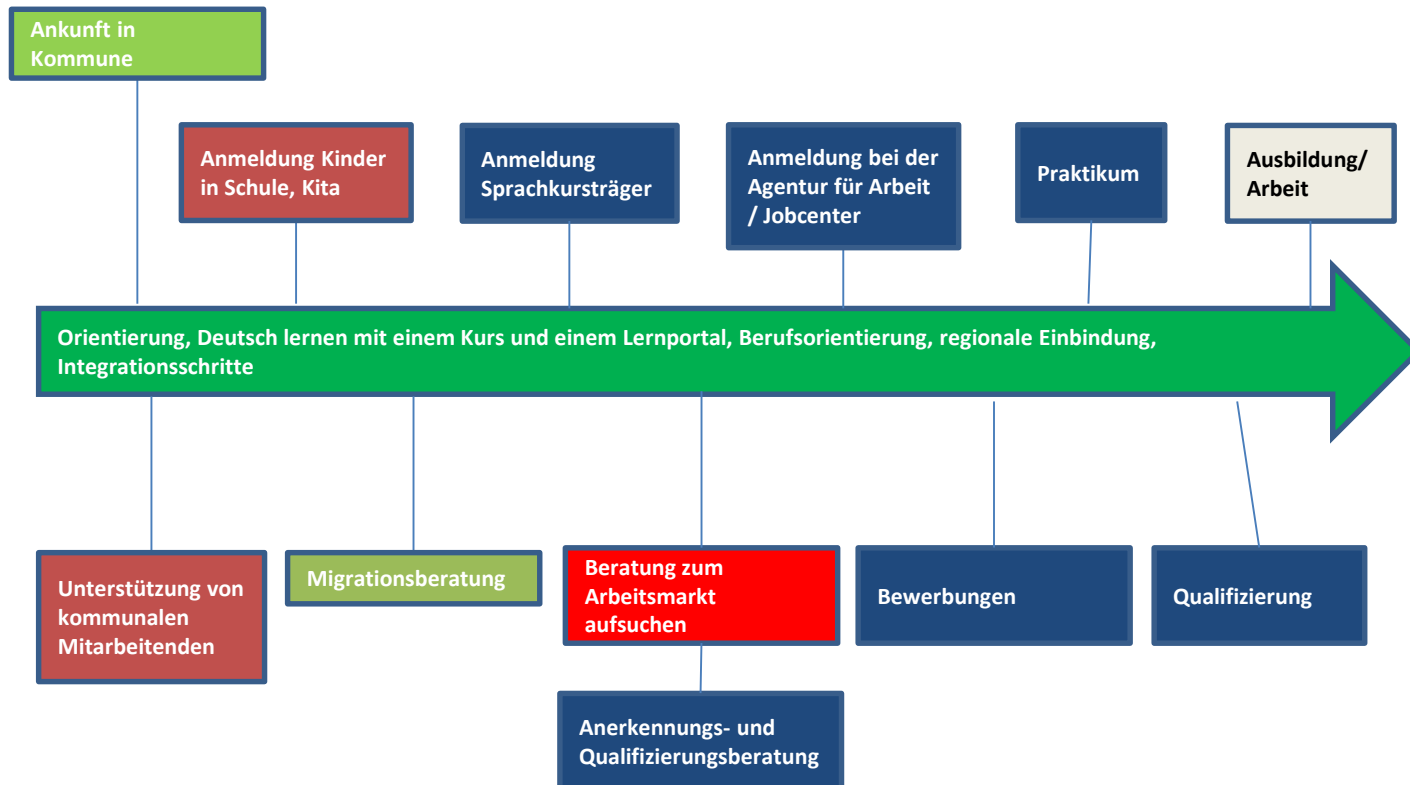 Ankunft in
Kommune
Anmeldung Kinder
in Schule, Kita
Anmeldung
Sprachkursträger
Anmeldung bei der
Agentur für Arbeit
/ Jobcenter
Praktikum
Ausbildung/
Arbeit
Orientierung, Deutsch lernen mit einem Kurs und einem Lernportal, Berufsorientierung, regionale Einbindung,
Integrationsschritte
Unterstützung von
kommunalen
Mitarbeitenden
Migrationsberatung
Beratung zum
Arbeitsmarkt
aufsuchen
Bewerbungen
Qualifizierung
Anerkennungs- und
Qualifizierungsberatung